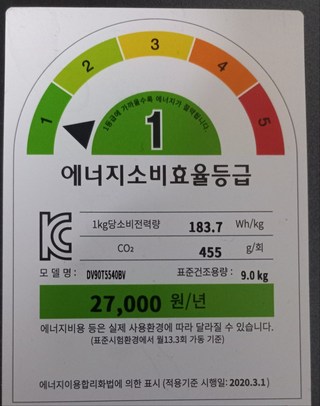 1 2 3 4 5
1등급에 가까울수록 에너지가 절약됩니다.
1
에너지소비효율등급
1kg당소비전력량 183.7 Wh/kg
CO₂ 455 g/회
모 델 명 : DV90T5540BV 표준건조용량 : 9.0 kg
27,000 원/년
에너지비용 등은 실제 사용환경에 따라 달라질 수 있습니다.
(표준시험환경에서 월13.3회 가동 기준)
에너지이용합리화법에 의한 표시 (적용기준 시행일: 2020.3.1)